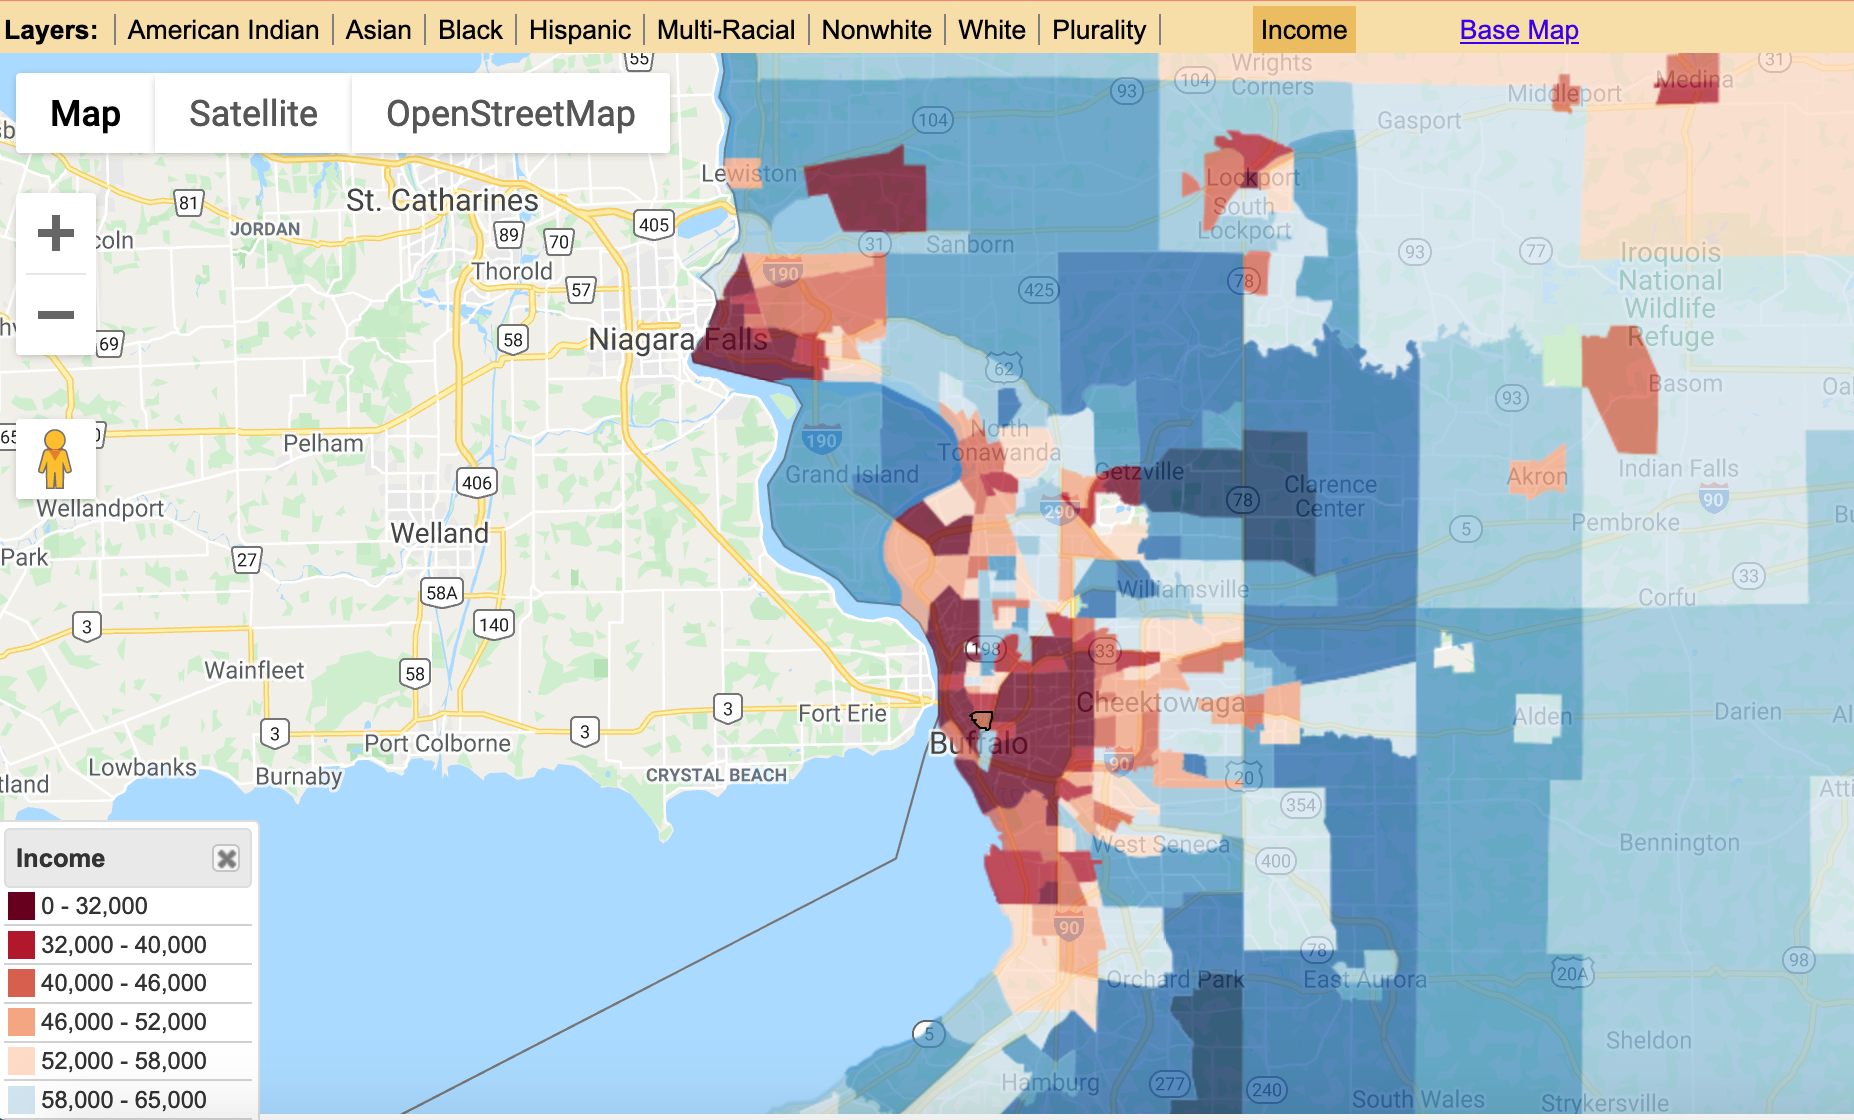 Layers: American Indian Asian Black Hispanic Multi-Racial Nonwhite White Plurality Income Base Map
55
Wrights
Corners
31
104
93
Middleport
Medina
Map Satellite OpenStreetMap
104
Gasport
Lewiston
Lockport
81
St. Catharines
405
South
Lockport
coln
JORDAN
89
70
31
Sanborn
93
77
Iroquois
National
Wildlife
Refuge
Thorold
57
190
425
78
69
58
Niagara Falls
62
Basom
93
190
North
Tonawanda
Pelham
Grand Island
Getzville
Akron
Indian Falls
406
78
Clarence
Center
90
Wellandport
290
5
Pembroke
Welland
Park
27
33
58A
Williamsville
Corfu
3
140
198
33
Wainfleet
58
Cheektowaga
3
Fort Erie
Alden
Darien
3
3
Port Colborne
Buffalo
Lowbanks
Burnaby
CRYSTAL BEACH
90
20
tland
354
Atti
West Seneca
Bennington
400
Income
0 - 32,000
32,000 - 40,000
40,000 - 46,000
46,000 - 52,000
52,000 - 58,000
58,000 - 65,000
90
78
98
Orchard Park
East Aurora
20A
5
Sheldon
Hamburg
277
240
South Wales
Strykersville